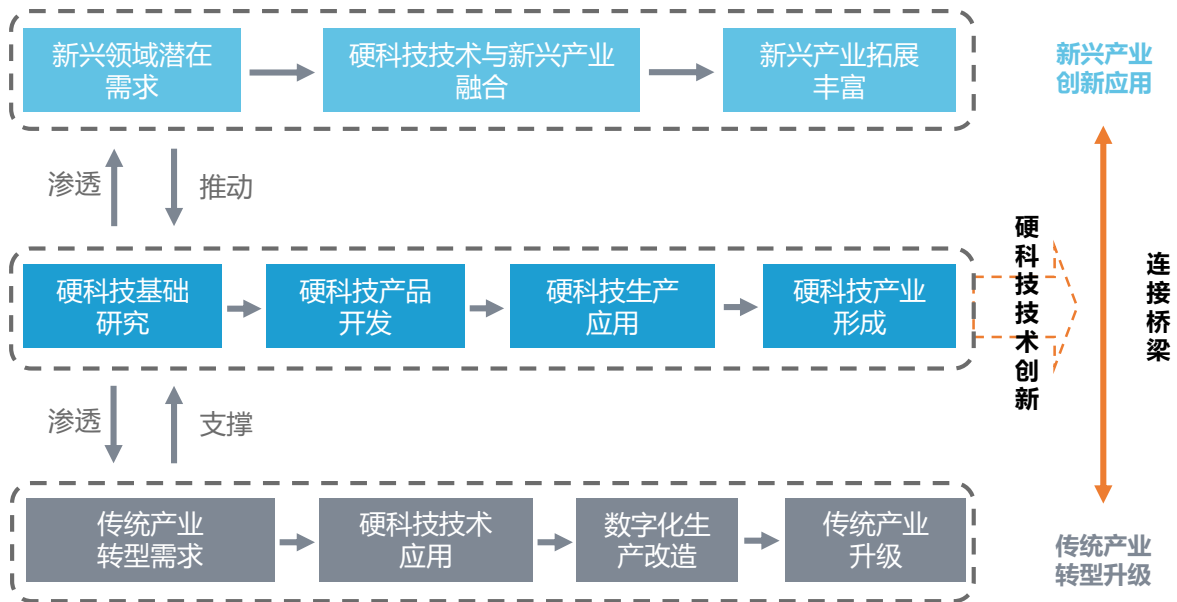 新兴领域潜在
需求
硬科技技术与新兴产业
融合
新兴产业拓展
丰富
新兴产业
创新应用
渗透
推动
硬科技基础
研究
硬科技产品
开发
硬科技生产
应用
硬科技产业
形成
硬科技技术创新
连接桥梁
渗透
支撑
传统产业
转型需求
硬科技技术
应用
数字化生
产改造
传统产业
升级
传统产业
转型升级